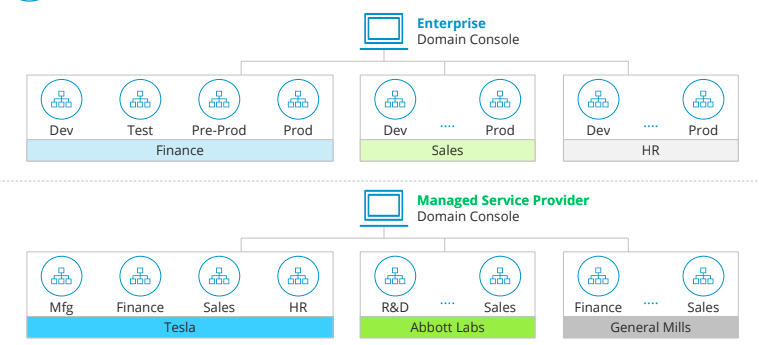 Enterprise
Domain Console
Dev Test Pre-Prod Prod
Finance
Dev .... Prod
Sales
Dev .... Prod
HR
Managed Service Provider
Domain Console
Mfg Finance Sales HR
Tesla
R&D .... Sales
Abbott Labs
Finance .... Sales
General Mills